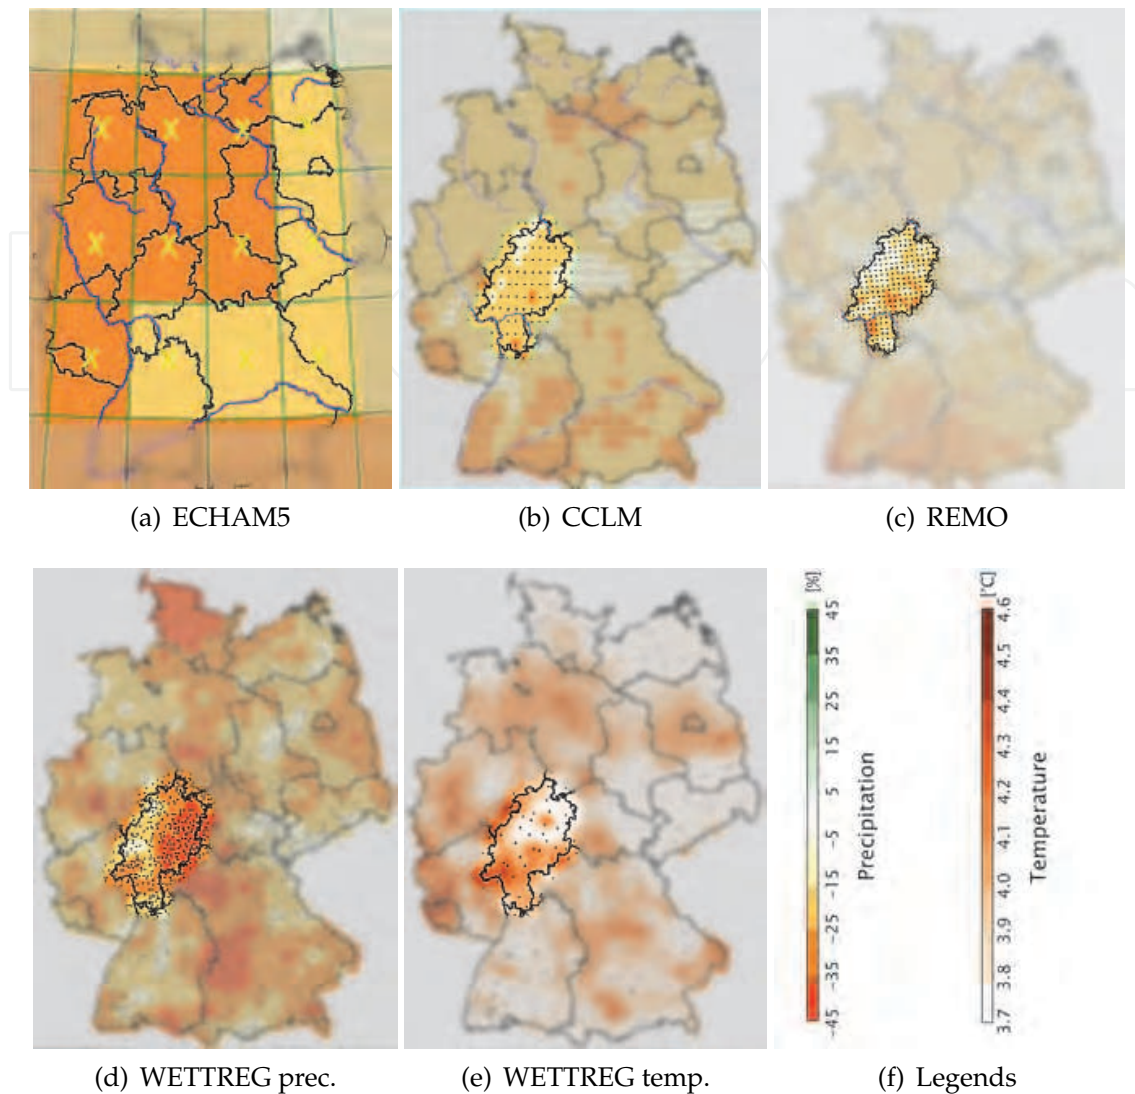 (a) ECHAM5
(b) CCLM
(c) REMO
[%]
45
35
25
15
5
-5
-15
-25
-35
-45
Precipitation
[°C]
4.6
4.5
4.4
4.3
4.2
4.1
4.0
3.9
3.8
3.7
Temperature
(d) WETTREG prec.
(e) WETTREG temp.
(f) Legends